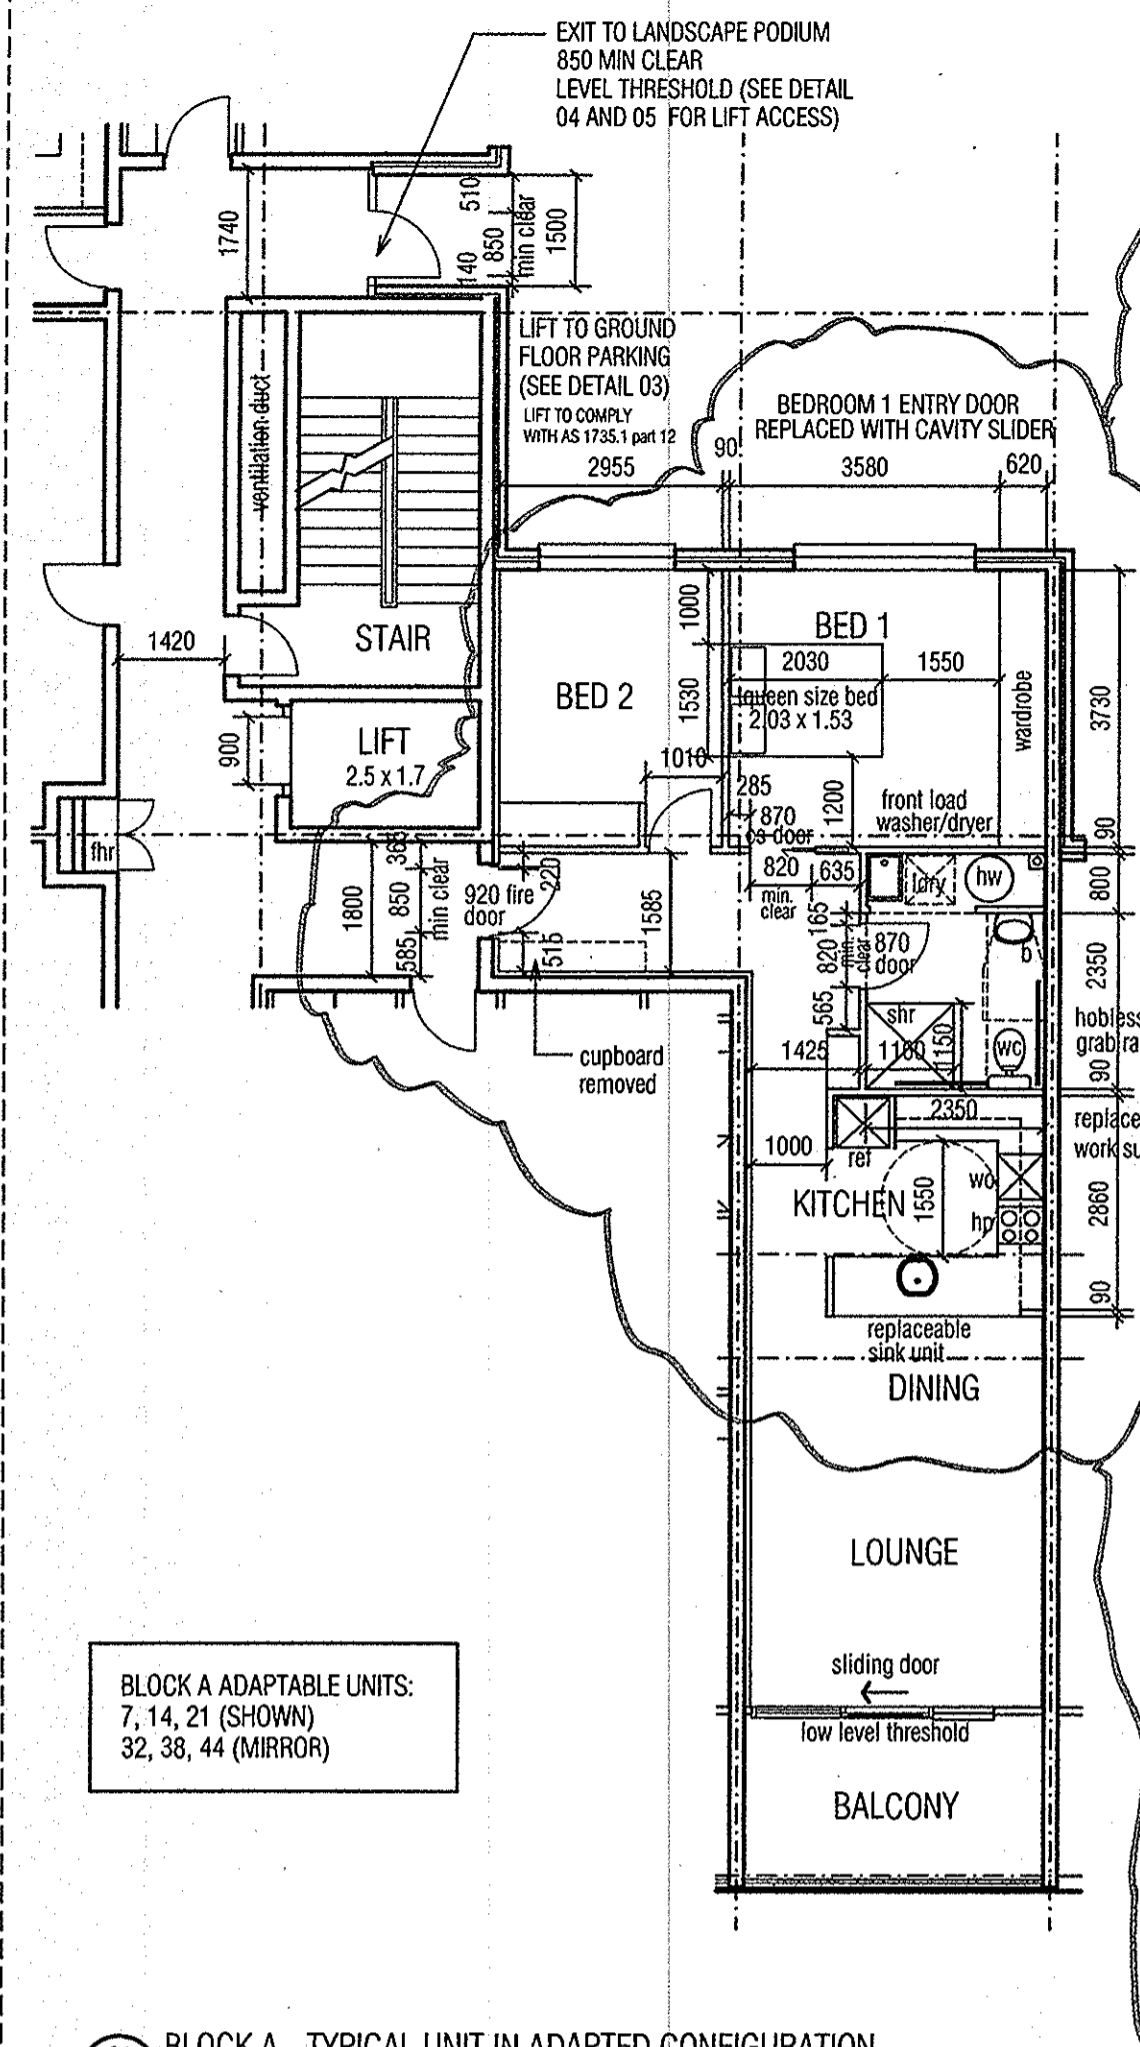 EXIT TO LANDSCAPE PODIUM
850 MIN CLEAR
LEVEL THRESHOLD (SEE DETAIL
04 AND 05 FOR LIFT ACCESS)
1740
510
850
min clear
140
1500
LIFT TO GROUND
FLOOR PARKING
(SEE DETAIL 03)
LIFT TO COMPLY
WITH AS 1735.1 part 12
BEDROOM 1 ENTRY DOOR
REPLACED WITH CAVITY SLIDER
2955
90
3580
620
ventilation duct
STAIR
1420
BED 2
BED 1
1000
2030
1550
queen size bed
2.03 x 1.53
1530
wardrobe
3730
LIFT
2.5 x 1.7
900
1010
285
870
cs door
1200
front load
washer/dryer
90
fhr
1800
365
850
min clear
585
920 fire
door
220
515
1585
820
min.
clear
635
ldry
hw
800
165
820
min
clear
870
door
b
2350
565
shr
1150
wc
hobless
grab ra
1425
1100
90
cupboard
removed
2350
replace
work su
1000
ref
KITCHEN
1550
wo
hp
2860
90
replaceable
sink unit
DINING
LOUNGE
sliding door
low level threshold
BALCONY
BLOCK A ADAPTABLE UNITS:
7, 14, 21 (SHOWN)
32, 38, 44 (MIRROR)
BLOCK A - TYPICAL UNIT IN ADAPTED CONFIGURATION